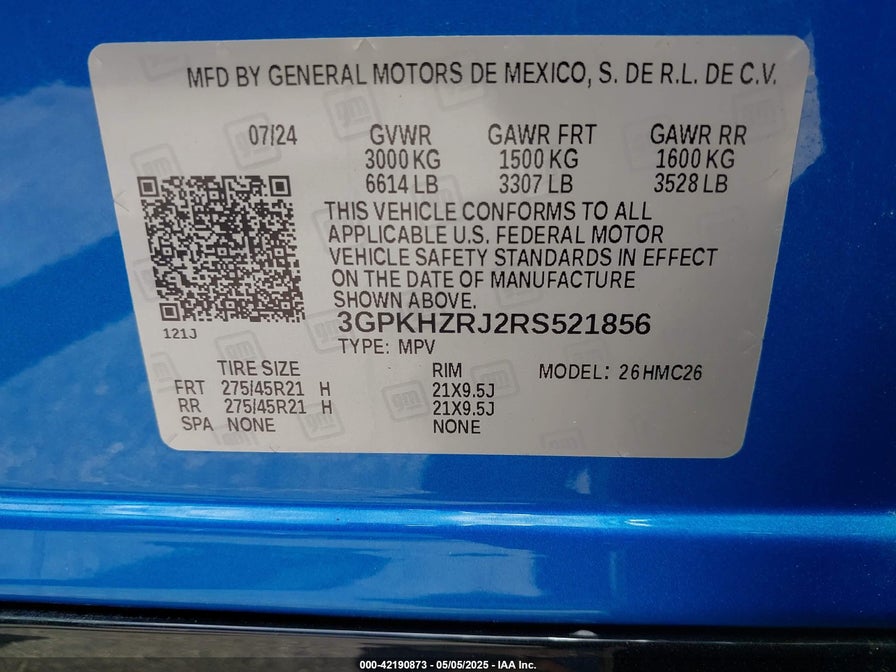 MFD BY GENERAL MOTORS DE MEXICO, S. DE R.L. DE C.V.
07/24 GVWR GAWR FRT GAWR RR
3000 KG 1500 KG 1600 KG
6614 LB 3307 LB 3528 LB
THIS VEHICLE CONFORMS TO ALL
APPLICABLE U.S. FEDERAL MOTOR
VEHICLE SAFETY STANDARDS IN EFFECT
ON THE DATE OF MANUFACTURE
SHOWN ABOVE.
3GPKHZRJ2RS521856
121J
TYPE: MPV
TIRE SIZE RIM MODEL: 26HMC26
FRT 275/45R21 H 21X9.5J
RR 275/45R21 H 21X9.5J
SPA NONE NONE
000-42190873 - 05/05/2025 - IAA Inc.